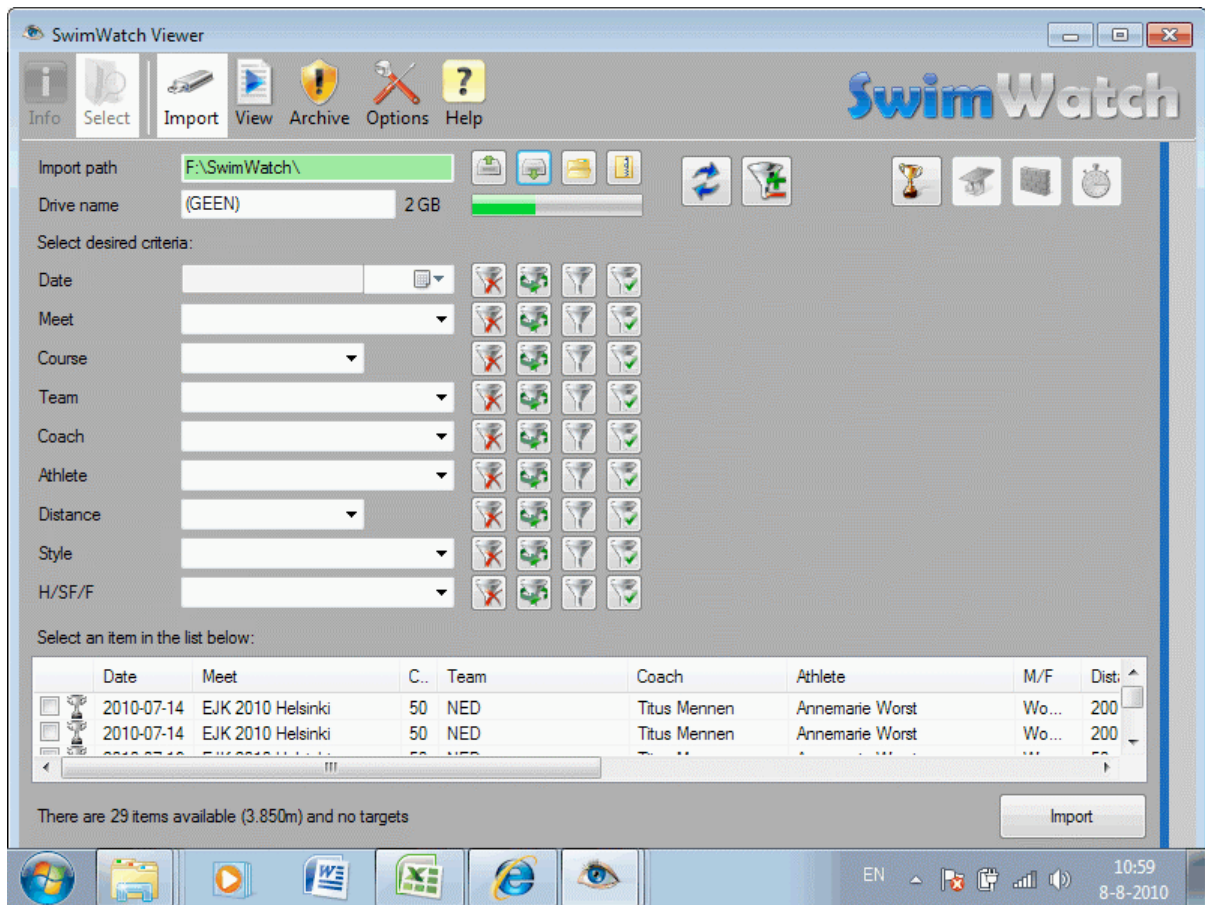 SwimWatch Viewer
Info Select Import View Archive Options Help
SwimWatch
Import path F:\SwimWatch\
Drive name (GEEN) 2 GB
Select desired criteria:
Date
Meet
Course
Team
Coach
Athlete
Distance
Style
H/SF/F
Select an item in the list below:
Date Meet C.. Team Coach Athlete M/F
2010-07-14 EJK 2010 Helsinki 50 NED Titus Mennen Annemarie Worst Wo... 200
2010-07-14 EJK 2010 Helsinki 50 NED Titus Mennen Annemarie Worst Wo... 200
There are 29 items available (3.850m) and no targets
Import
EN
10:59
8-8-2010